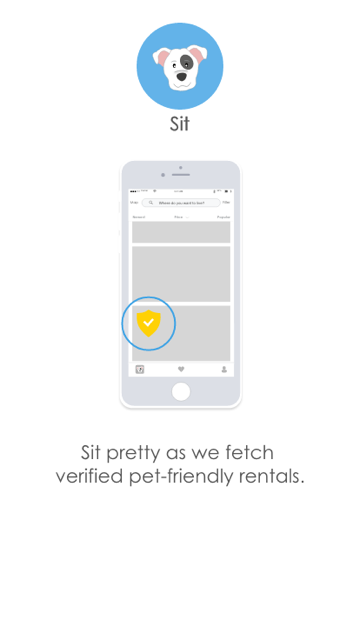 Sit
Where do you want to live?
Sit pretty as we fetch
verified pet-friendly rentals.